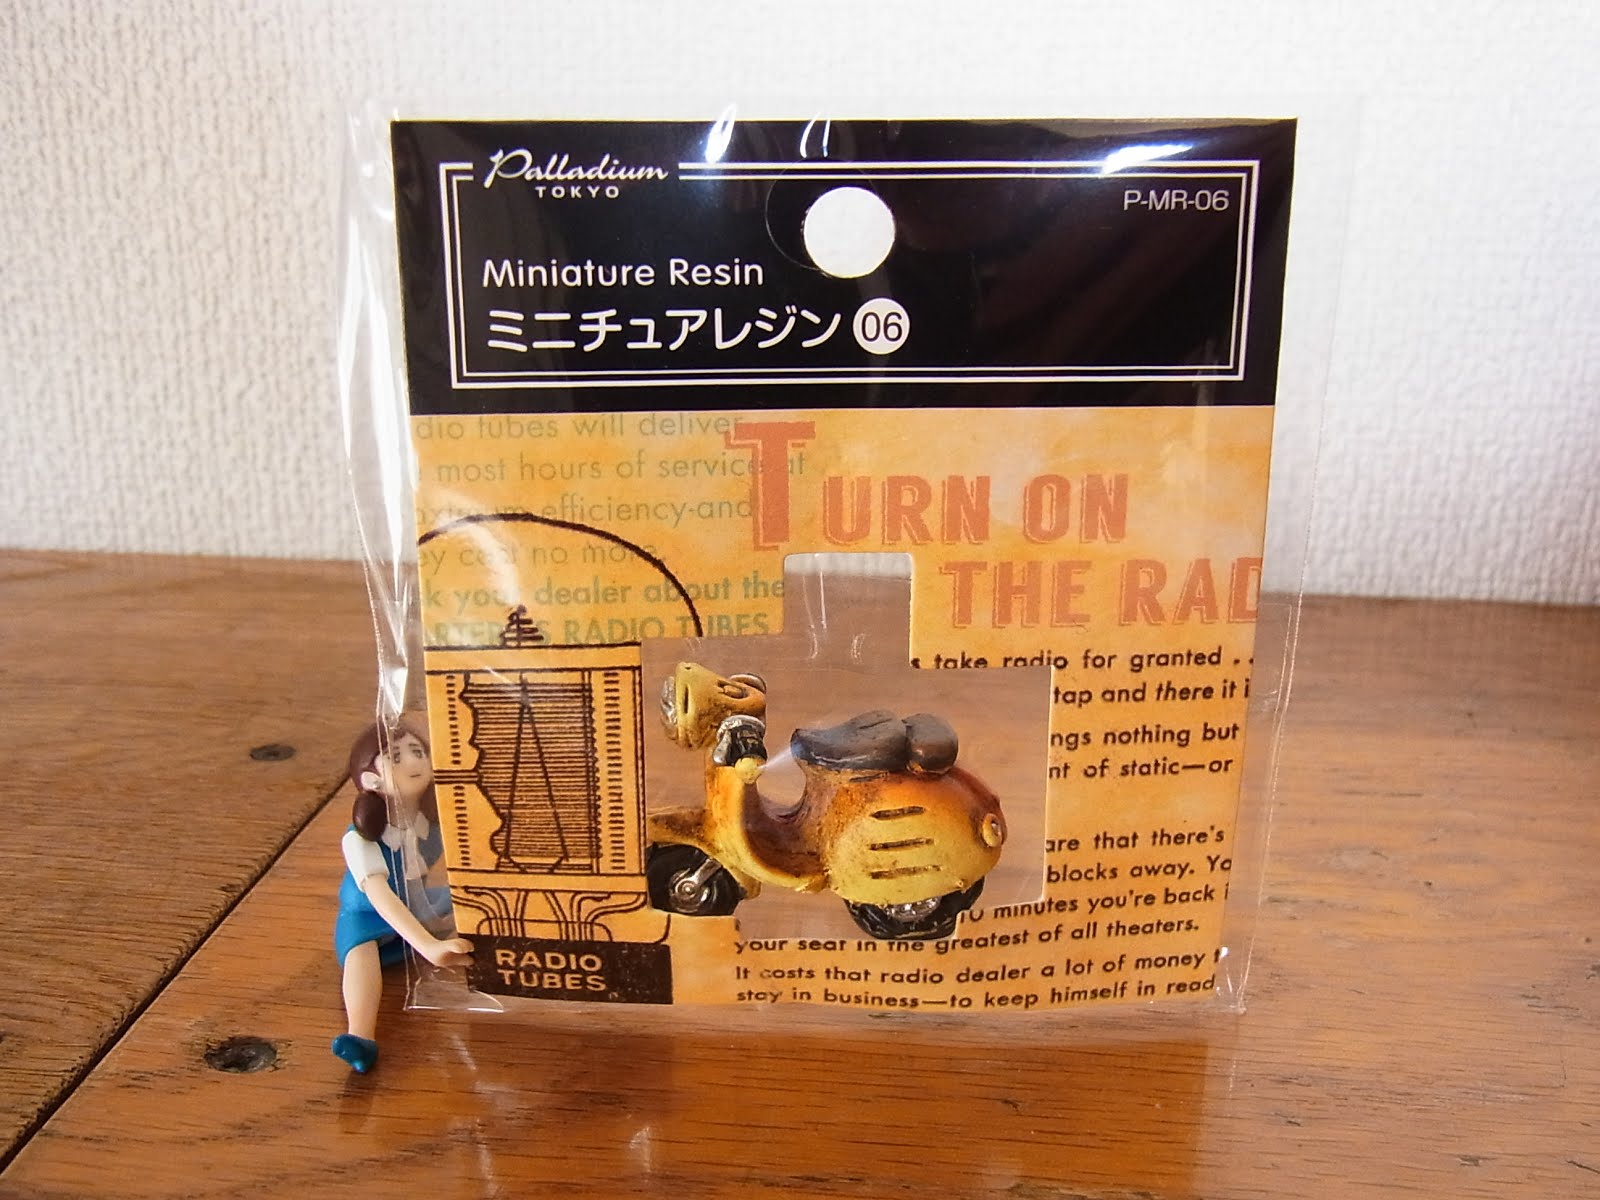 Palladium
TOKYO
P-MR-06
Miniature Resin
ミニチュアレジン 06
dio tubes will deliver
most hours of service at
efficiency-and
no more.
dealer about the
RADIO TUBES
TURN ON
THE RAD
take radio for granted . .
tap and there it i
ngs nothing but
nt of static—or
are that there's
blocks away. Yo
10 minutes you're back i
your seat in the greatest of all theaters.
It costs that radio dealer a lot of money t
stay in business—to keep himself in read
RADIO
TUBES